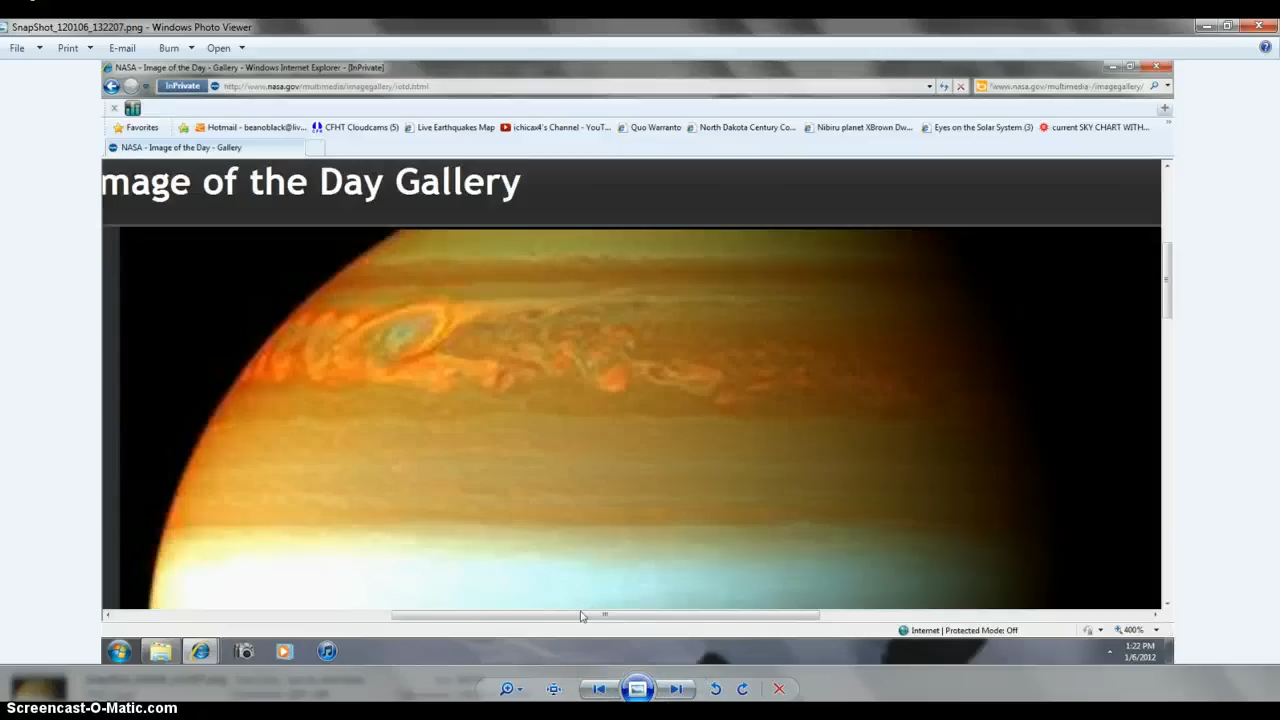 SnapShot_120106_132207.png - Windows Photo Viewer
File Print E-mail Burn Open
NASA - Image of the Day - Gallery - Windows Internet Explorer - [InPrivate]
InPrivate http://www.nasa.gov/multimedia/imagegallery/iotd.html "www.nasa.gov/multimedia-/imagegallery/
Favorites Hotmail - beanoblack@liv... CFHT Cloudcams (5) Live Earthquakes Map ichicax4's Channel - YouT... Quo Warranto North Dakota Century Co... Nibiru planet XBrown Dw... Eyes on the Solar System (3) current SKY CHART WITH...
NASA - Image of the Day - Gallery
mage of the Day Gallery
Internet | Protected Mode: Off 400%
1:22 PM
1/6/2012
Screencast-O-Matic.com